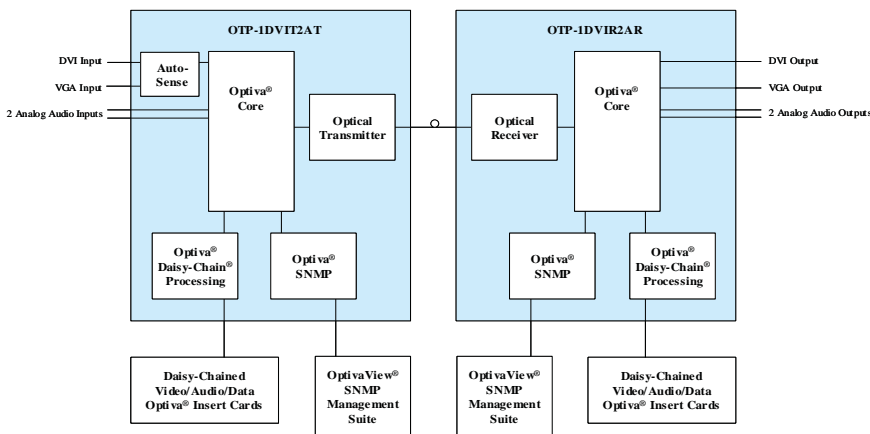 OTP-1DVIT2AT
OTP-1DVIR2AR
DVI Input
VGA Input
2 Analog Audio Inputs
Auto-
Sense
Optiva®
Core
Optical
Transmitter
Optical
Receiver
Optiva®
Core
DVI Output
VGA Output
2 Analog Audio Outputs
Optiva®
Daisy-Chain®
Processing
Optiva®
SNMP
Optiva®
SNMP
Optiva®
Daisy-Chain®
Processing
Daisy-Chained
Video/Audio/Data
Optiva® Insert Cards
OptivaView®
SNMP
Management
Suite
OptivaView®
SNMP
Management
Suite
Daisy-Chained
Video/Audio/Data
Optiva® Insert Cards